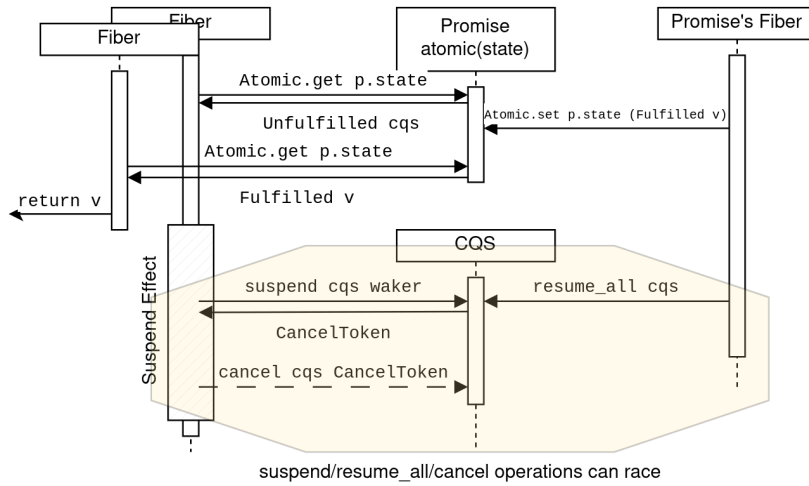 Fiber
Fiber
Promise
atomic(state)
Promise's Fiber
Atomic.get p.state
Atomic.set p.state (Fulfilled v)
Unfulfilled cqs
Atomic.get p.state
return v
Fulfilled v
CQS
Suspend Effect
suspend cqs waker
resume_all cqs
CancelToken
cancel cqs CancelToken
suspend/resume_all/cancel operations can race